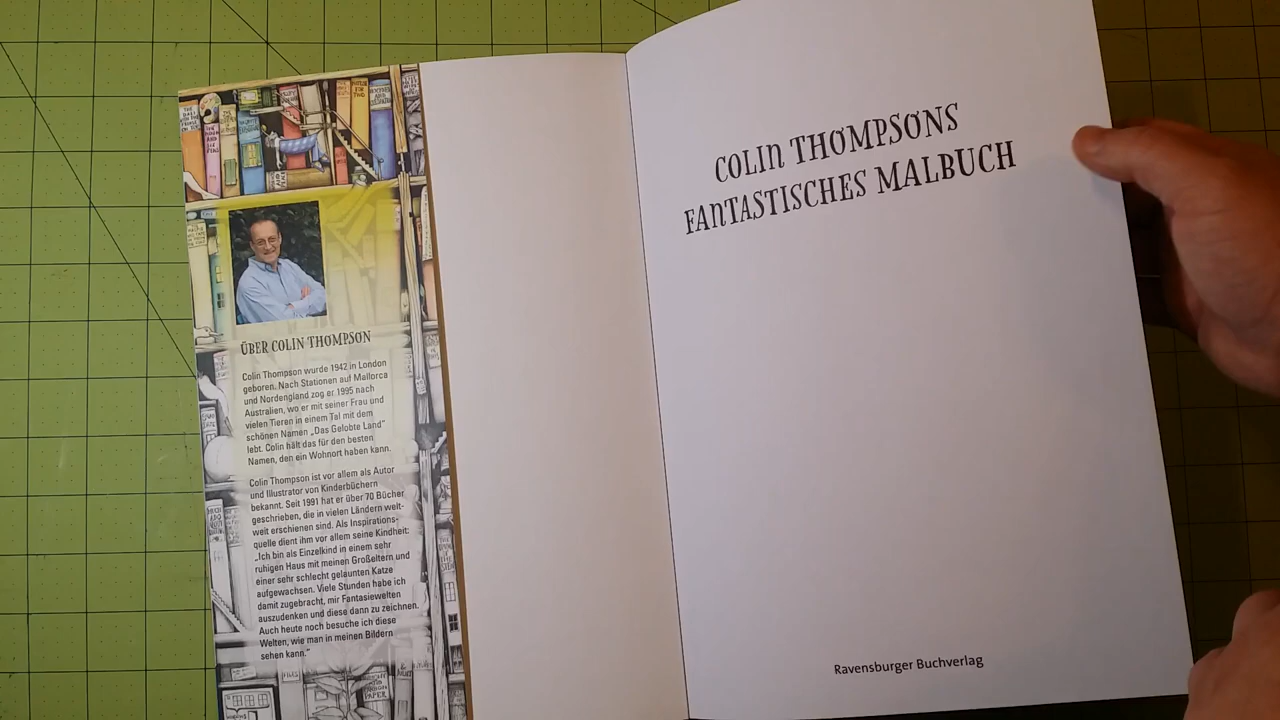 ÜBER COLIN THOMPSON
Colin Thompson wurde 1942 in London
geboren. Nach Stationen auf Mallorca
und Nordengland zog er 1995 nach
Australien, wo er mit seiner Frau und
vielen Tieren in einem Tal mit dem
schönen Namen „Das Gelobte Land“
lebt. Colin hält das für den besten
Namen, den ein Wohnort haben kann.
Colin Thompson ist vor allem als Autor
und Illustrator von Kinderbüchern
bekannt. Seit 1991 hat er über 70 Bücher
geschrieben, die in vielen Ländern welt-
weit erschienen sind. Als Inspirations-
quelle dient ihm vor allem seine Kindheit:
„Ich bin als Einzelkind in einem sehr
ruhigen Haus mit meinen Großeltern und
einer sehr schlecht gelaunten Katze
aufgewachsen. Viele Stunden habe ich
damit zugebracht, mir Fantasiewelten
auszudenken und diese dann zu zeichnen.
Auch heute noch besuche ich diese
Welten, wie man in meinen Bildern
sehen kann.“
COLIN THOMPSONS
FANTASTISCHES MALBUCH
Ravensburger Buchverlag